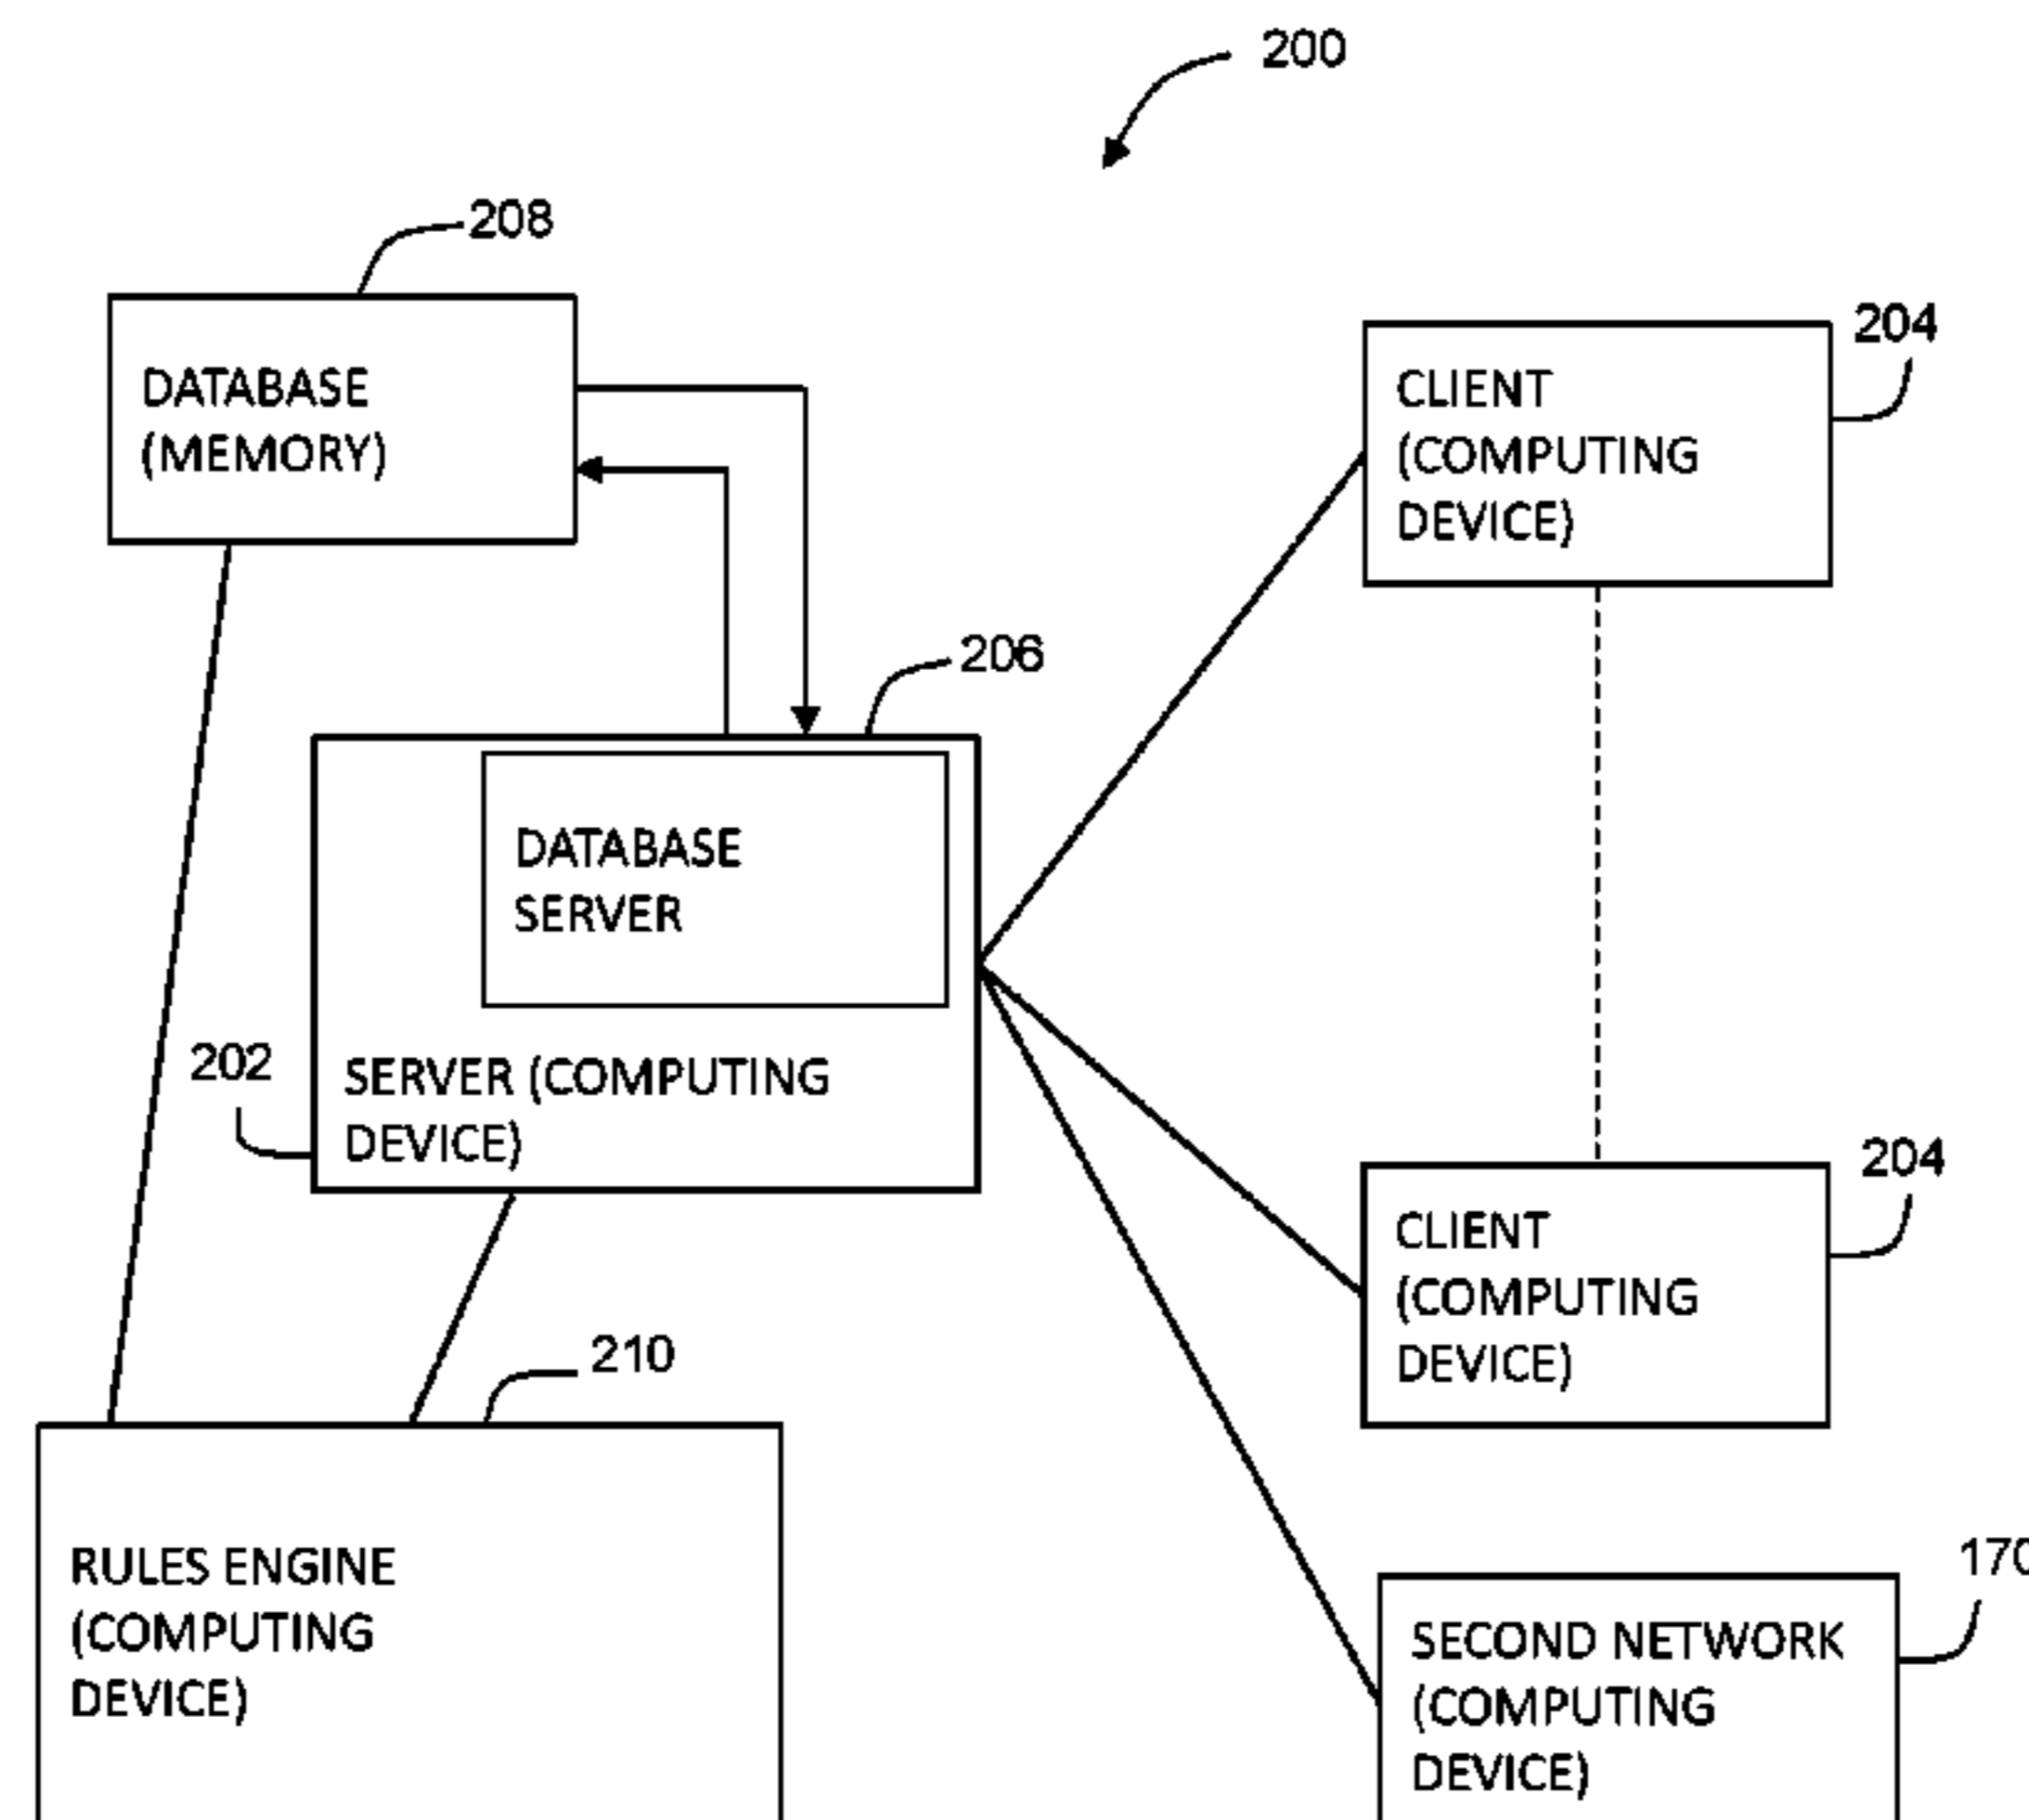 200
208
DATABASE
(MEMORY)
204
CLIENT
(COMPUTING
DEVICE)
206
DATABASE
SERVER
202
SERVER (COMPUTING
DEVICE)
204
CLIENT
(COMPUTING
DEVICE)
210
RULES ENGINE
(COMPUTING
DEVICE)
170
SECOND NETWORK
(COMPUTING
DEVICE)